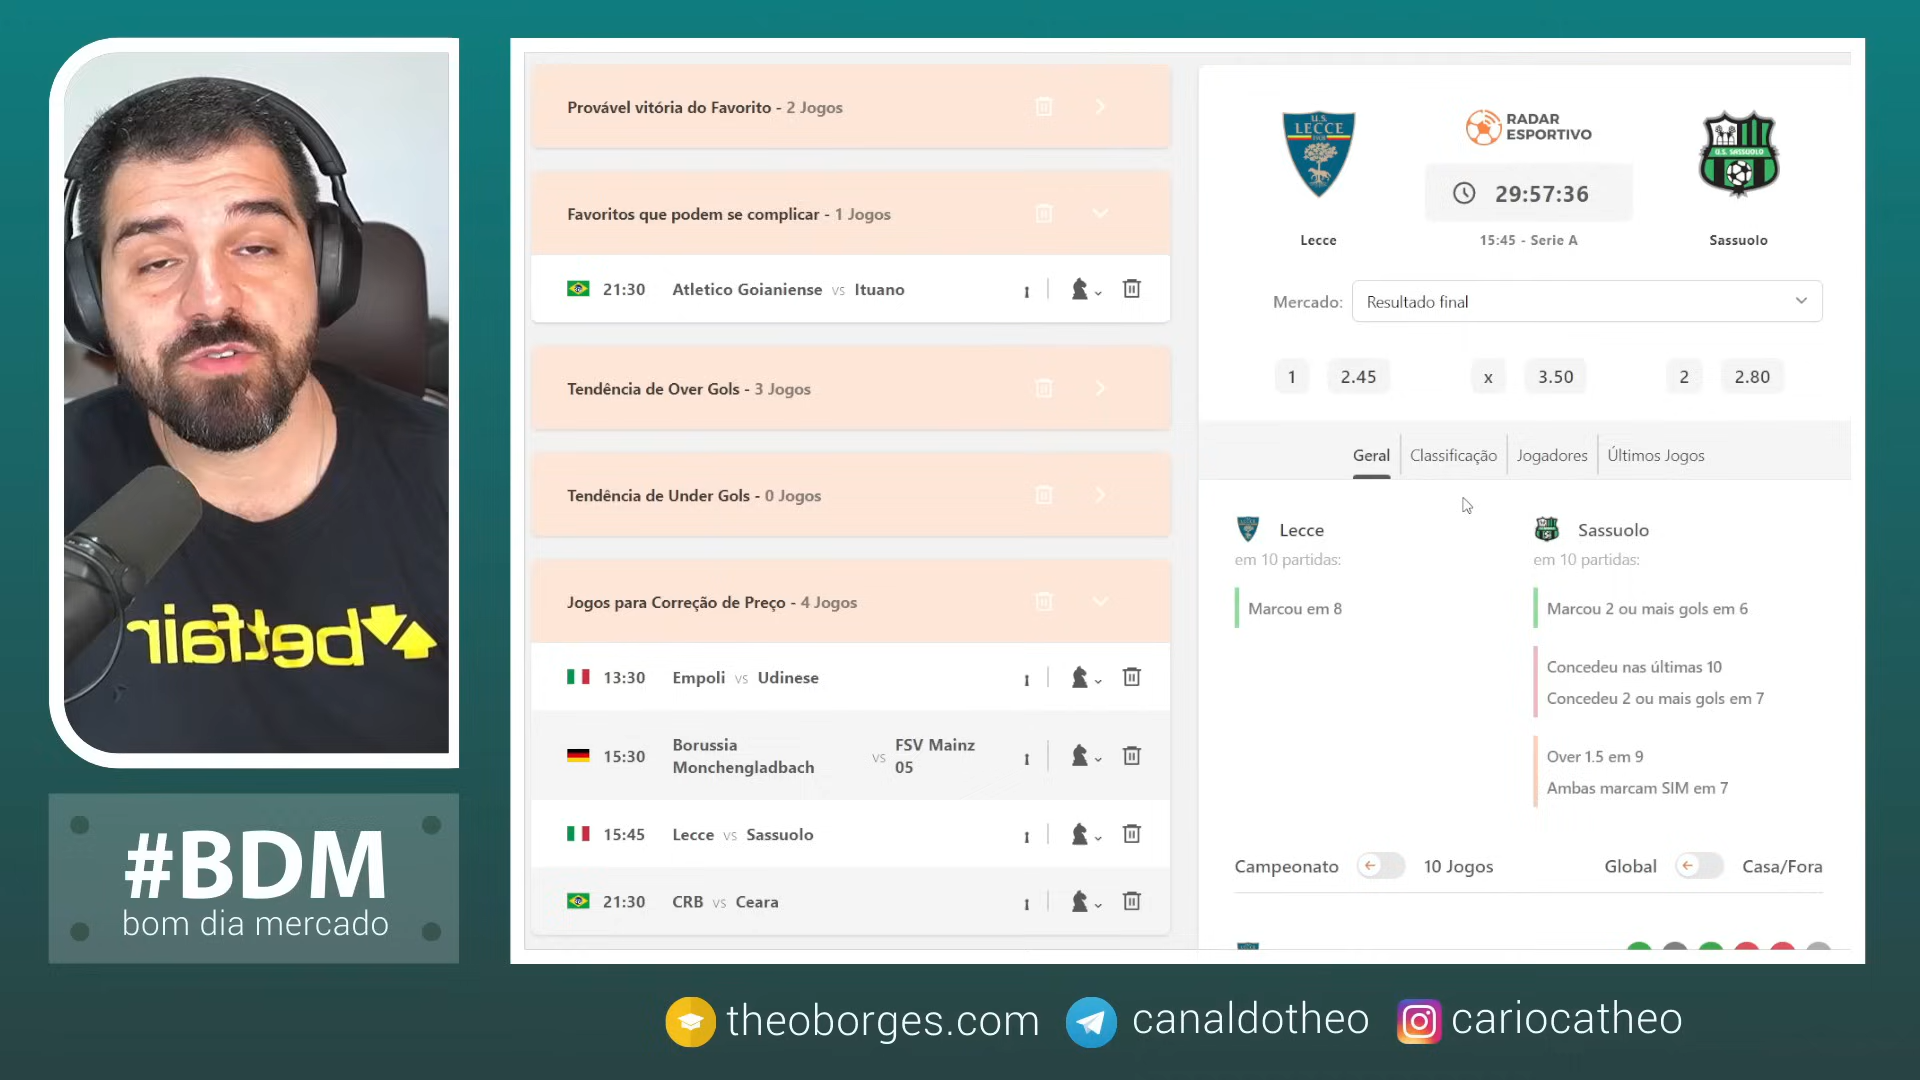 betfair
#BDM
bom dia mercado
Provável vitória do Favorito - 2 Jogos
Favoritos que podem se complicar - 1 Jogos
21:30 Atletico Goianiense vs Ituano
Tendência de Over Gols - 3 Jogos
Tendência de Under Gols - 0 Jogos
Jogos para Correção de Preço - 4 Jogos
13:30 Empoli vs Udinese
15:30 Borussia Monchengladbach vs FSV Mainz 05
15:45 Lecce vs Sassuolo
21:30 CRB vs Ceara
U.S. LECCE
RADAR
ESPORTIVO
U.S. SASSUOLO
29:57:36
Lecce
15:45 - Serie A
Sassuolo
Mercado: Resultado final
1 2.45 x 3.50 2 2.80
Geral Classificação Jogadores Últimos Jogos
Lecce
em 10 partidas:
Marcou em 8
Sassuolo
em 10 partidas:
Marcou 2 ou mais gols em 6
Concedeu nas últimas 10
Concedeu 2 ou mais gols em 7
Over 1.5 em 9
Ambas marcam SIM em 7
Campeonato 10 Jogos Global Casa/Fora
theoborges.com canaldotheo cariocatheo